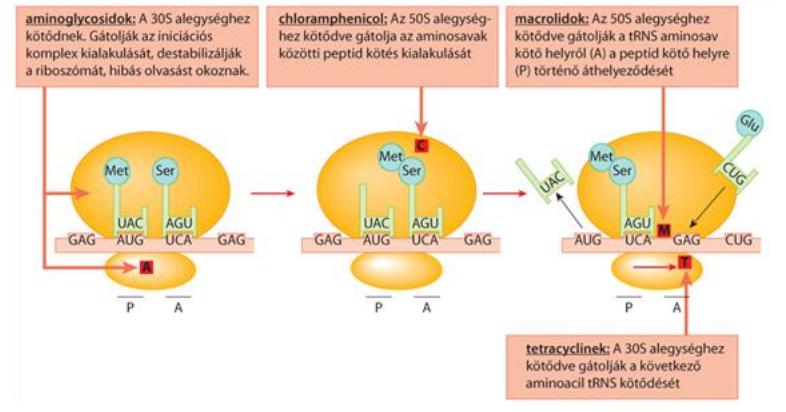 aminoglycosidok: A 30S alegységhez
kötődnek. Gátolják az iniciációs
komplex kialakulását, destabilizálják
a riboszómát, hibás olvasást okoznak.
chloramphenicol: Az 50S alegység-
hez kötődve gátolja az aminosavak
közötti peptid kötés kialakulását
macrolidok: Az 50S alegységhez
kötődve gátolják a tRNS aminosav
kötő helyről (A) a peptid kötő helyre
(P) történő áthelyeződését
Met Ser
UAC AGU
GAG AUG UCA GAG
A
P A
C
Met
Ser
UAC AGU
GAG AUG UCA GAG
P A
Glu
Met
Ser
UAC
CUG
AGU M
AUG UCA GAG CUG
T
P A
tetracyclinek: A 30S alegységhez
kötődve gátolják a következő
aminoacil tRNS kötődését